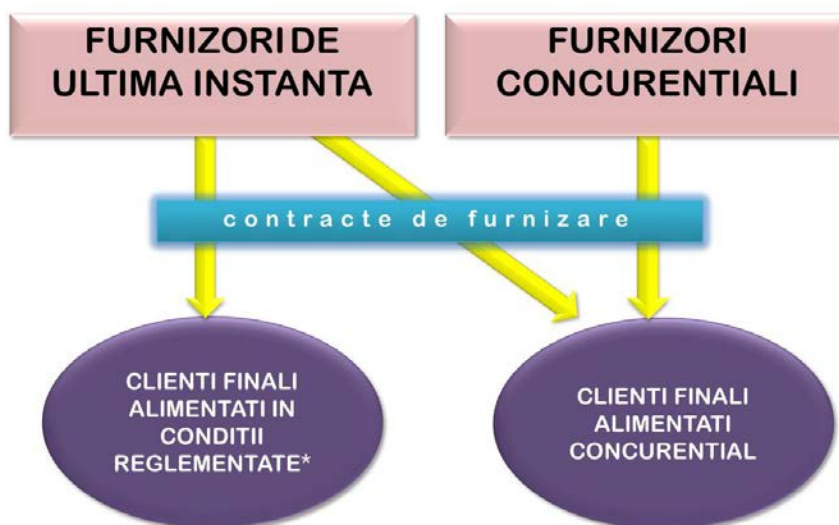 FURNIZORI DE
ULTIMA INSTANTA
FURNIZORI
CONCURENTIALI
contracte de furnizare
CLIENTI FINALI
ALIMENTATI IN
CONDITII
REGLEMENTATE*
CLIENTI FINALI
ALIMENTATI
CONCURENTIAL